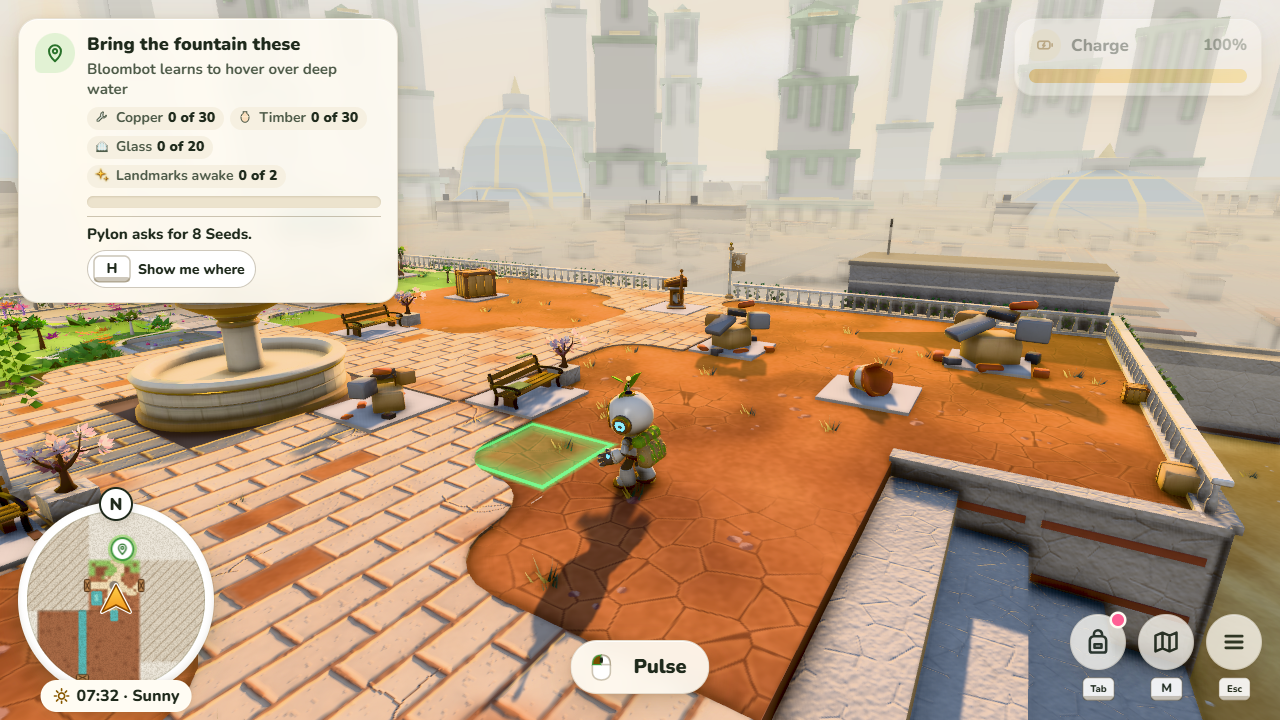 Bring the fountain these
Bloombot learns to hover over deep
water
Copper 0 of 30 Timber 0 of 30
Glass 0 of 20
Landmarks awake 0 of 2
Pylon asks for 8 Seeds.
H Show me where
Charge 100%
N
07:32 · Sunny
Pulse
Tab M Esc